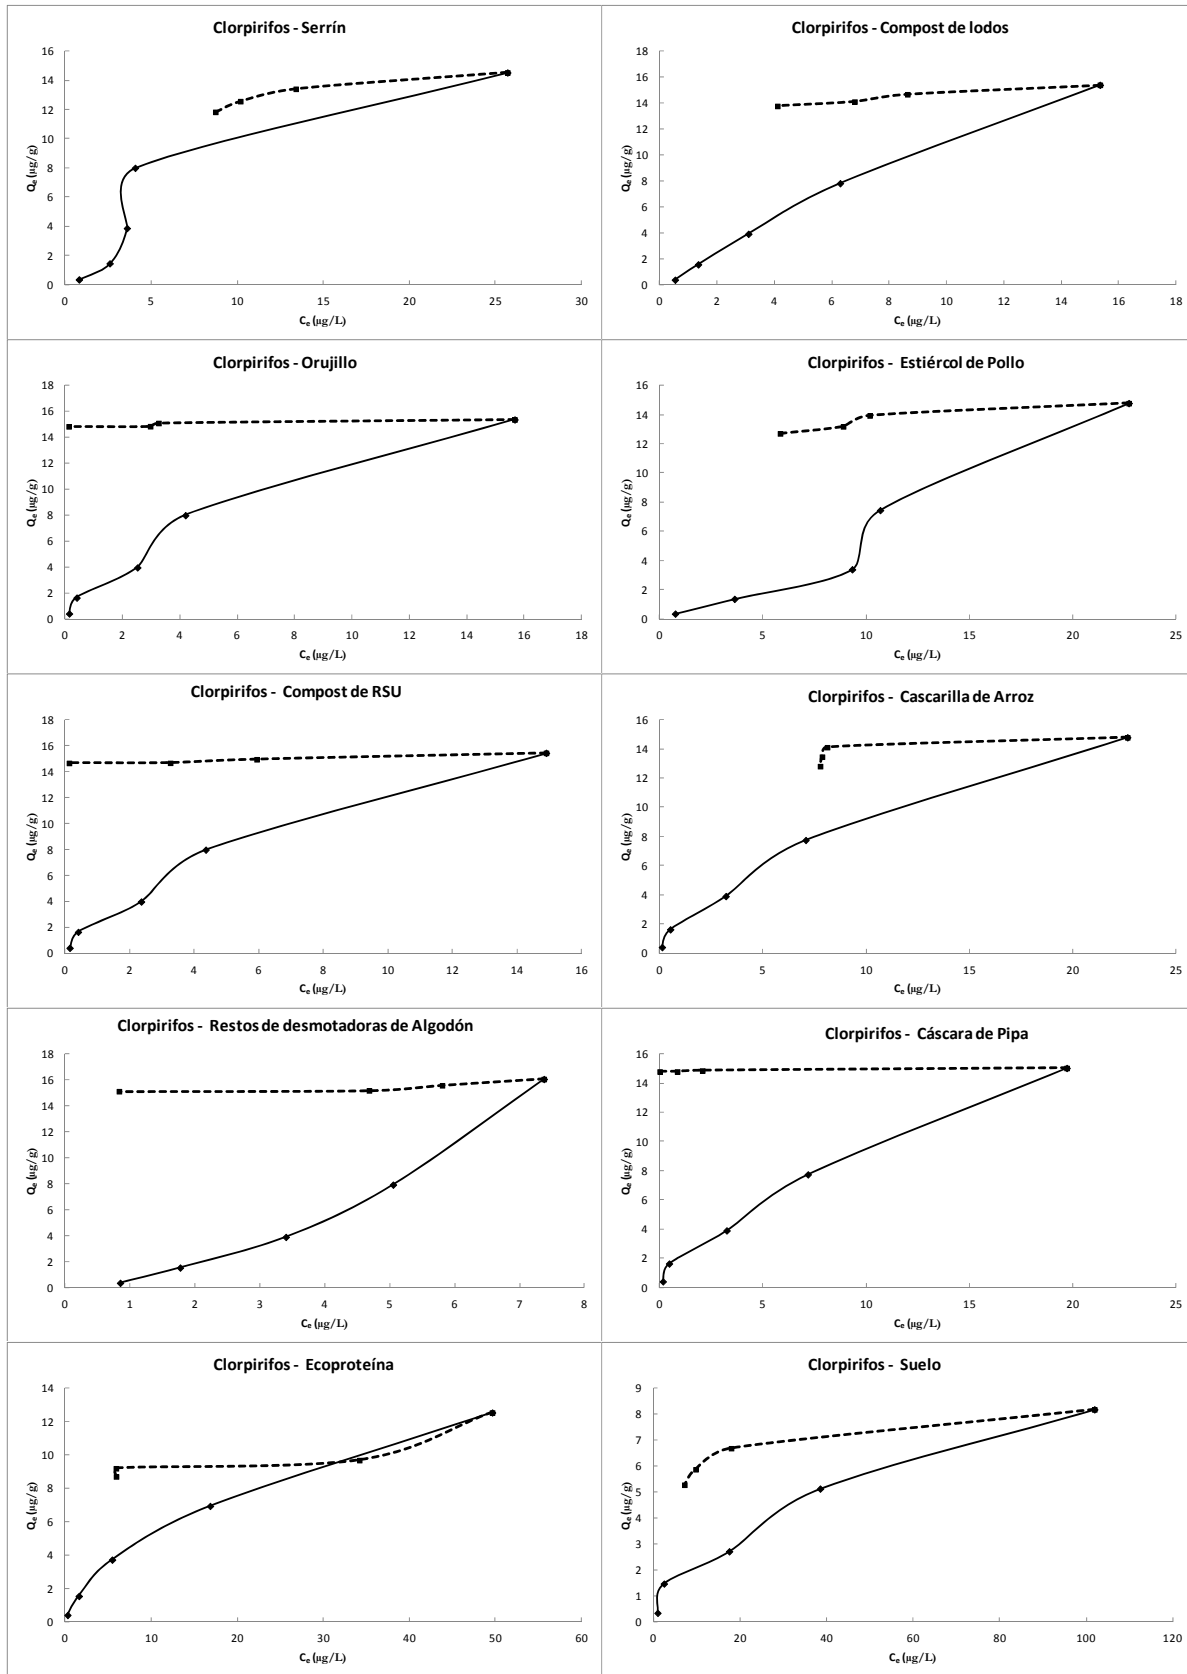 Clorpirifos - Serrín
16
14
12
10
8
6
4
2
0
Qe (µg/g)
0 5 10 15 20 25 30
Ce (µg/L)
Clorpirifos - Compost de lodos
18
16
14
12
10
8
6
4
2
0
Qe (µg/g)
0 2 4 6 8 10 12 14 16 18
Ce (µg/L)
Clorpirifos - Orujillo
18
16
14
12
10
8
6
4
2
0
Qe (µg/g)
0 2 4 6 8 10 12 14 16 18
Ce (µg/L)
Clorpirifos - Estiércol de Pollo
16
14
12
10
8
6
4
2
0
Qe (µg/g)
0 5 10 15 20 25
Ce (µg/L)
Clorpirifos - Compost de RSU
18
16
14
12
10
8
6
4
2
0
Qe (µg/g)
0 2 4 6 8 10 12 14 16
Ce (µg/L)
Clorpirifos - Cascarilla de Arroz
16
14
12
10
8
6
4
2
0
Qe (µg/g)
0 5 10 15 20 25
Ce (µg/L)
Clorpirifos - Restos de desmotadoras de Algodón
18
16
14
12
10
8
6
4
2
0
Qe (µg/g)
0 1 2 3 4 5 6 7 8
Ce (µg/L)
Clorpirifos - Cáscara de Pipa
16
14
12
10
8
6
4
2
0
Qe (µg/g)
0 5 10 15 20 25
Ce (µg/L)
Clorpirifos - Ecoproteína
14
12
10
8
6
4
2
0
Qe (µg/g)
0 10 20 30 40 50 60
Ce (µg/L)
Clorpirifos - Suelo
9
8
7
6
5
4
3
2
1
0
Qe (µg/g)
0 20 40 60 80 100 120
Ce (µg/L)